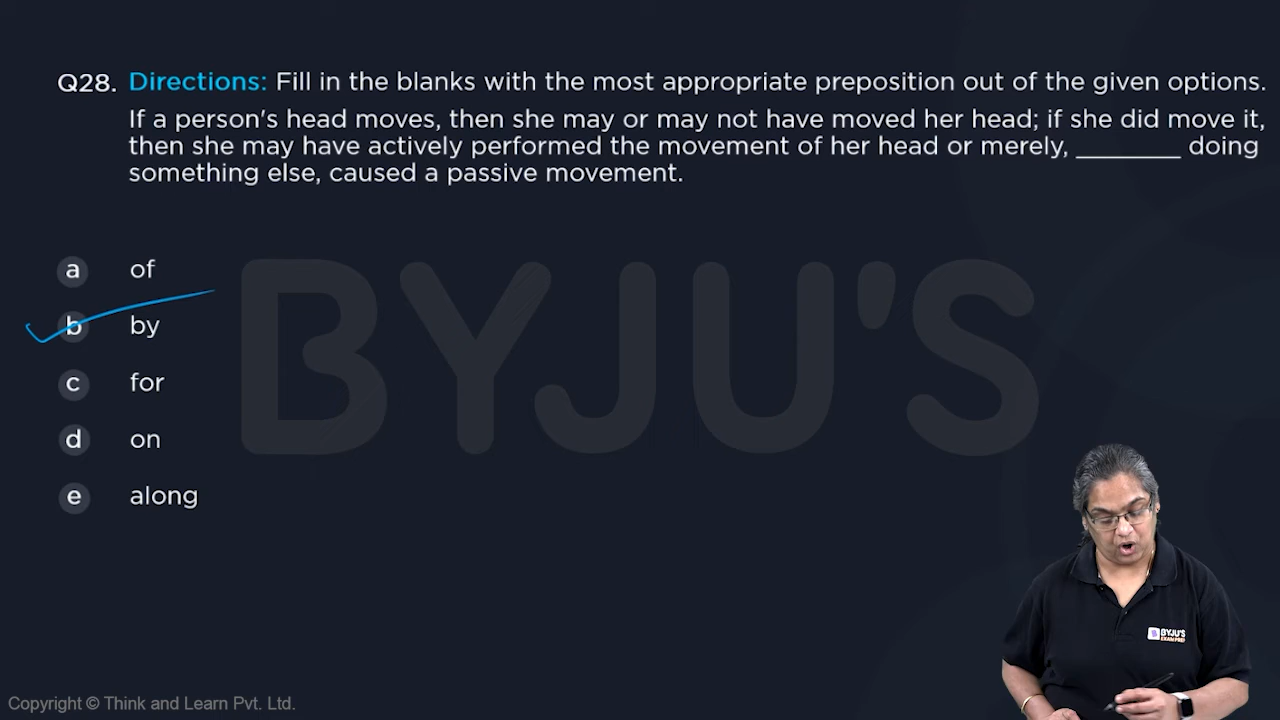 Q28. Directions: Fill in the blanks with the most appropriate preposition out of the given options.
If a person's head moves, then she may or may not have moved her head; if she did move it,
then she may have actively performed the movement of her head or merely, ________ doing
something else, caused a passive movement.
a of
b by
c for
d on
e along
BYJU'S
BYJU'S
EXAM PREP
Copyright © Think and Learn Pvt. Ltd.